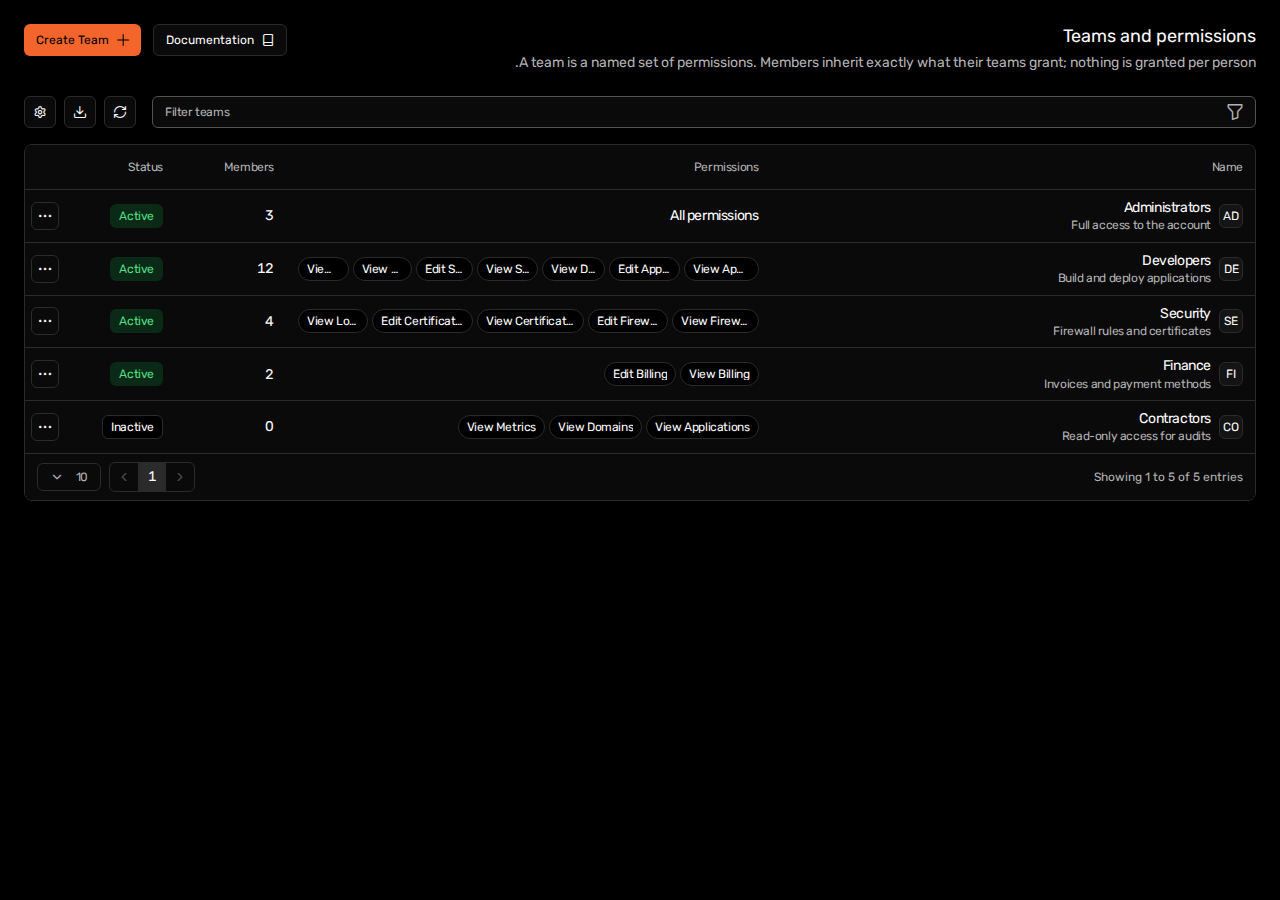 Teams and permissions
.A team is a named set of permissions. Members inherit exactly what their teams grant; nothing is granted per person
Documentation
Create Team
Filter teams
Name Permissions Members Status
AD Administrators Full access to the account All permissions 3 Active
DE Developers Build and deploy applications View Ap... Edit App... View D... View S... Edit S... View ... Vie... 12 Active
SE Security Firewall rules and certificates View Firew... Edit Firew... View Certificat... Edit Certificat... View Lo... 4 Active
FI Finance Invoices and payment methods View Billing Edit Billing 2 Active
CO Contractors Read-only access for audits View Applications View Domains View Metrics 0 Inactive
Showing 1 to 5 of 5 entries
1
10